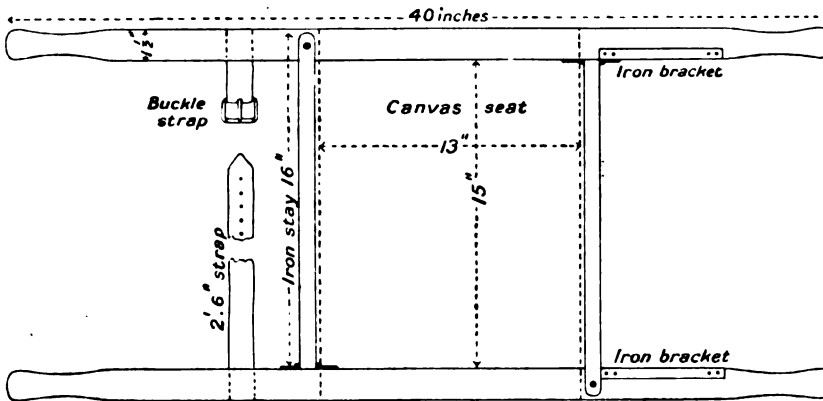 40 inches
1½"
Iron bracket
Buckle
strap
Canvas seat
13"
Iron stay 16"
15"
2'.6" strap
Iron bracket